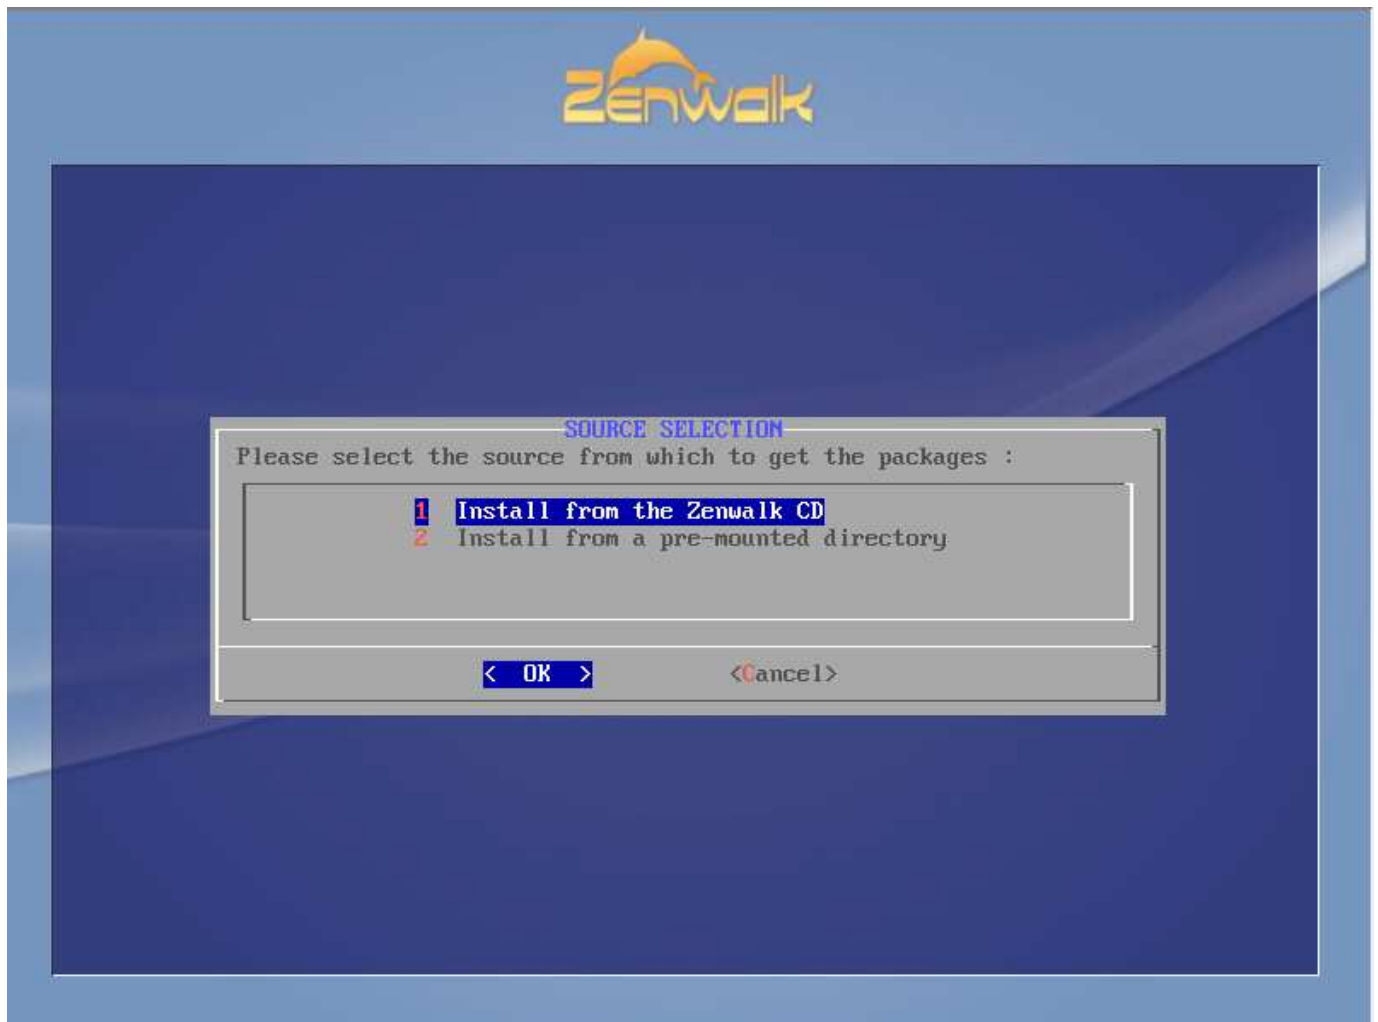 Zenwalk
SOURCE SELECTION
Please select the source from which to get the packages :
1 Install from the Zenwalk CD
2 Install from a pre-mounted directory
< OK > <Cancel>